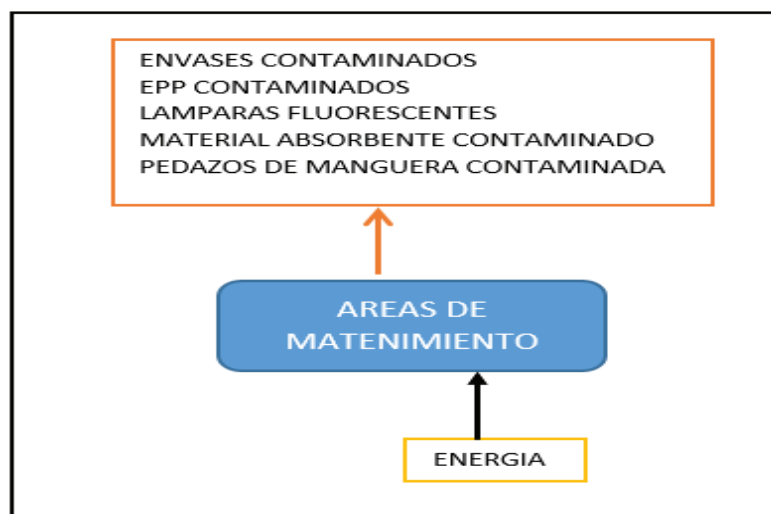 ENVASES CONTAMINADOS
EPP CONTAMINADOS
LAMPARAS FLUORESCENTES
MATERIAL ABSORBENTE CONTAMINADO
PEDAZOS DE MANGUERA CONTAMINADA
AREAS DE
MATENIMIENTO
ENERGIA